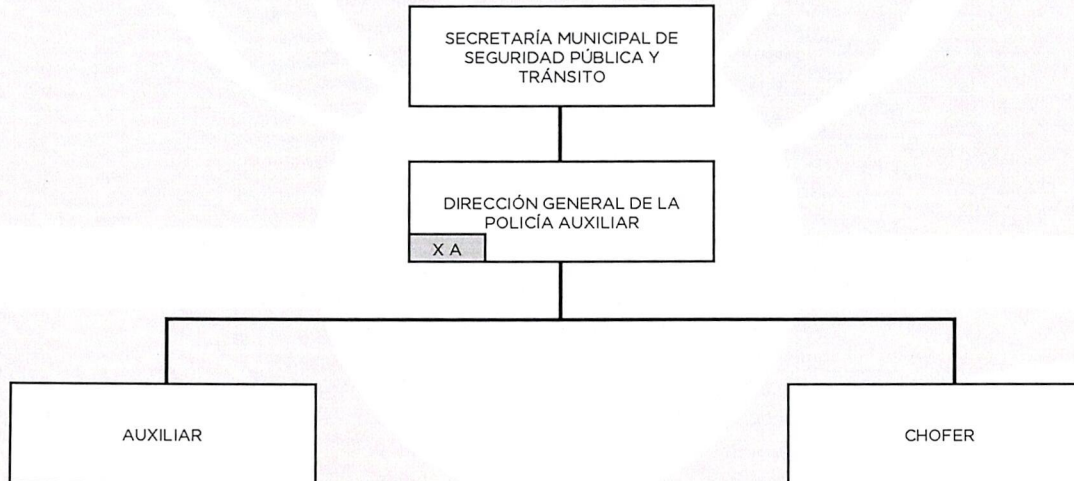 SECRETARÍA MUNICIPAL DE
SEGURIDAD PÚBLICA Y
TRÁNSITO
DIRECCIÓN GENERAL DE LA
POLICÍA AUXILIAR
X A
AUXILIAR
CHOFER